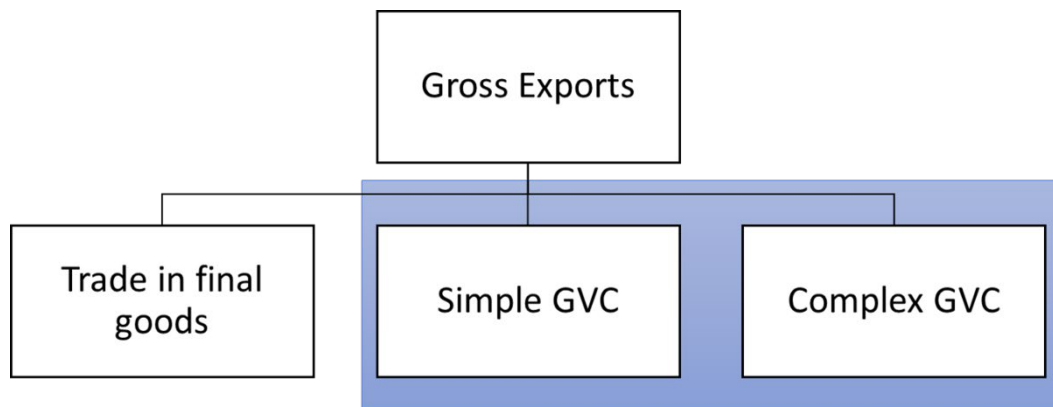 Gross Exports
Trade in final
goods
Simple GVC
Complex GVC